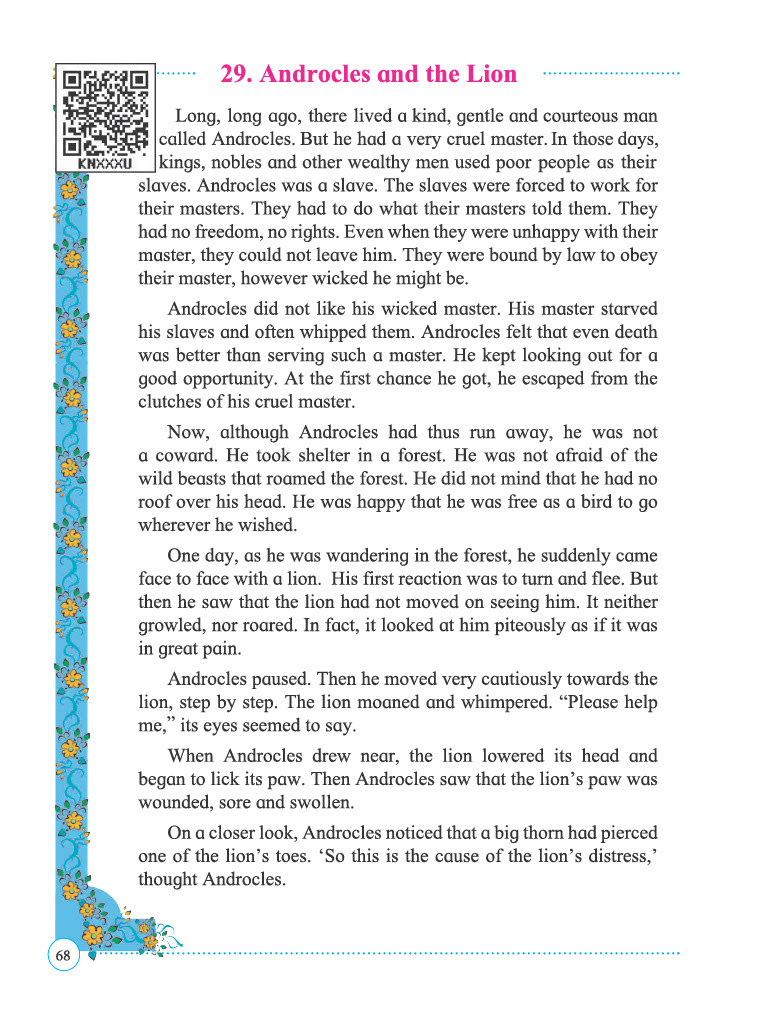 29. Androcles and the Lion
Long, long ago, there lived a kind, gentle and courteous man
called Androcles. But he had a very cruel master. In those days,
kings, nobles and other wealthy men used poor people as their
KNXXXU
slaves. Androcles was a slave. The slaves were forced to work for
their masters. They had to do what their masters told them. They
had no freedom, no rights. Even when they were unhappy with their
master, they could not leave him. They were bound by law to obey
their master, however wicked he might be.
Androcles did not like his wicked master. His master starved
his slaves and often whipped them. Androcles felt that even death
was better than serving such a master. He kept looking out for a
good opportunity. At the first chance he got, he escaped from the
clutches of his cruel master.
Now, although Androcles had thus run away, he was not
a coward. He took shelter in a forest. He was not afraid of the
wild beasts that roamed the forest. He did not mind that he had no
roof over his head. He was happy that he was free as a bird to go
wherever he wished.
One day, as he was wandering in the forest, he suddenly came
face to face with a lion. His first reaction was to turn and flee. But
then he saw that the lion had not moved on seeing him. It neither
growled, nor roared. In fact, it looked at him piteously as if it was
in great pain.
Androcles paused. Then he moved very cautiously towards the
lion, step by step. The lion moaned and whimpered. “Please help
me,” its eyes seemed to say.
When Androcles drew near, the lion lowered its head and
began to lick its paw. Then Androcles saw that the lion’s paw was
wounded, sore and swollen.
On a closer look, Androcles noticed that a big thorn had pierced
one of the lion’s toes. ‘So this is the cause of the lion’s distress,’
thought Androcles.
68